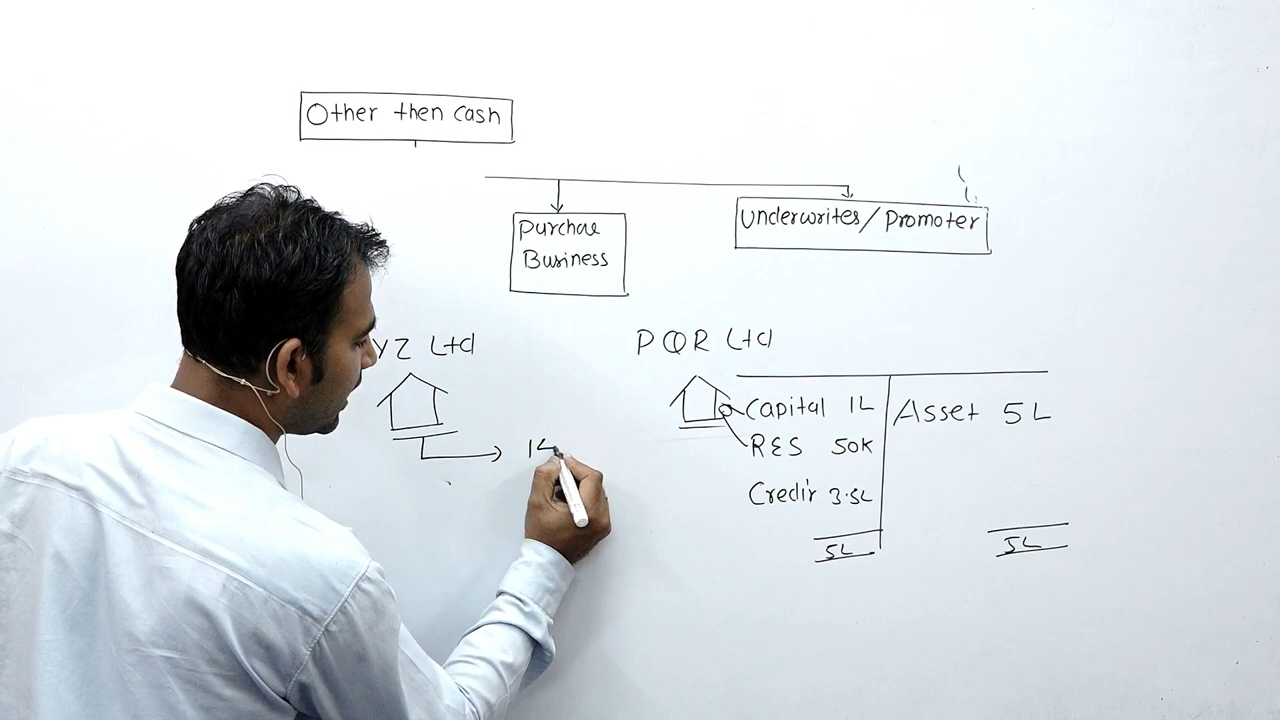 Other then cash
Purchae
Business
Underwrites/Promoter
YZ Ltd
PQR Ltd
Capital 1L
Asset 5L
R&S 50K
Credir 3.5L
5L
5L